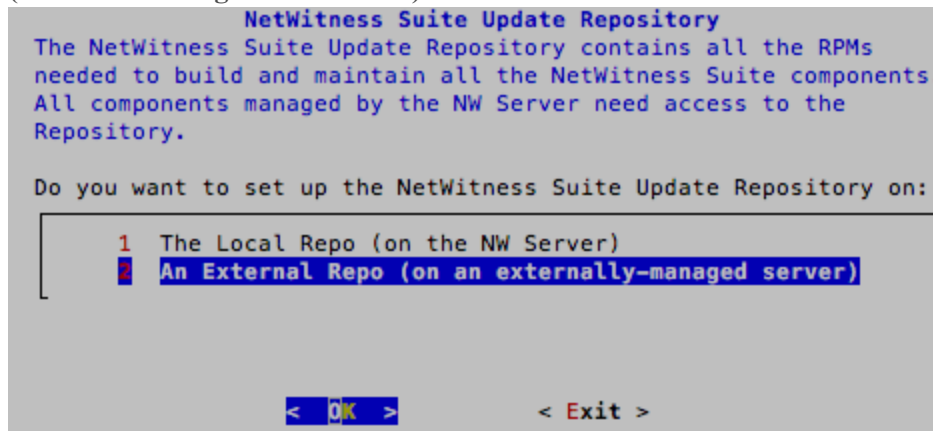 NetWitness Suite Update Repository
The NetWitness Suite Update Repository contains all the RPMs
needed to build and maintain all the NetWitness Suite components
All components managed by the NW Server need access to the
Repository.
Do you want to set up the NetWitness Suite Update Repository on:
1 The Local Repo (on the NW Server)
2 An External Repo (on an externally-managed server)
< OK > < Exit >